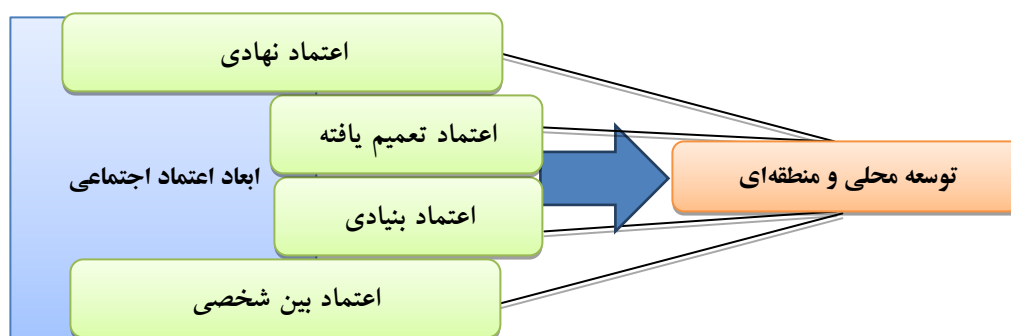 اعتماد نهادی
اعتماد تعمیم یافته
ابعاد اعتماد اجتماعی
توسعه محلی و منطقه‌ای
اعتماد بنیادی
اعتماد بین شخصی